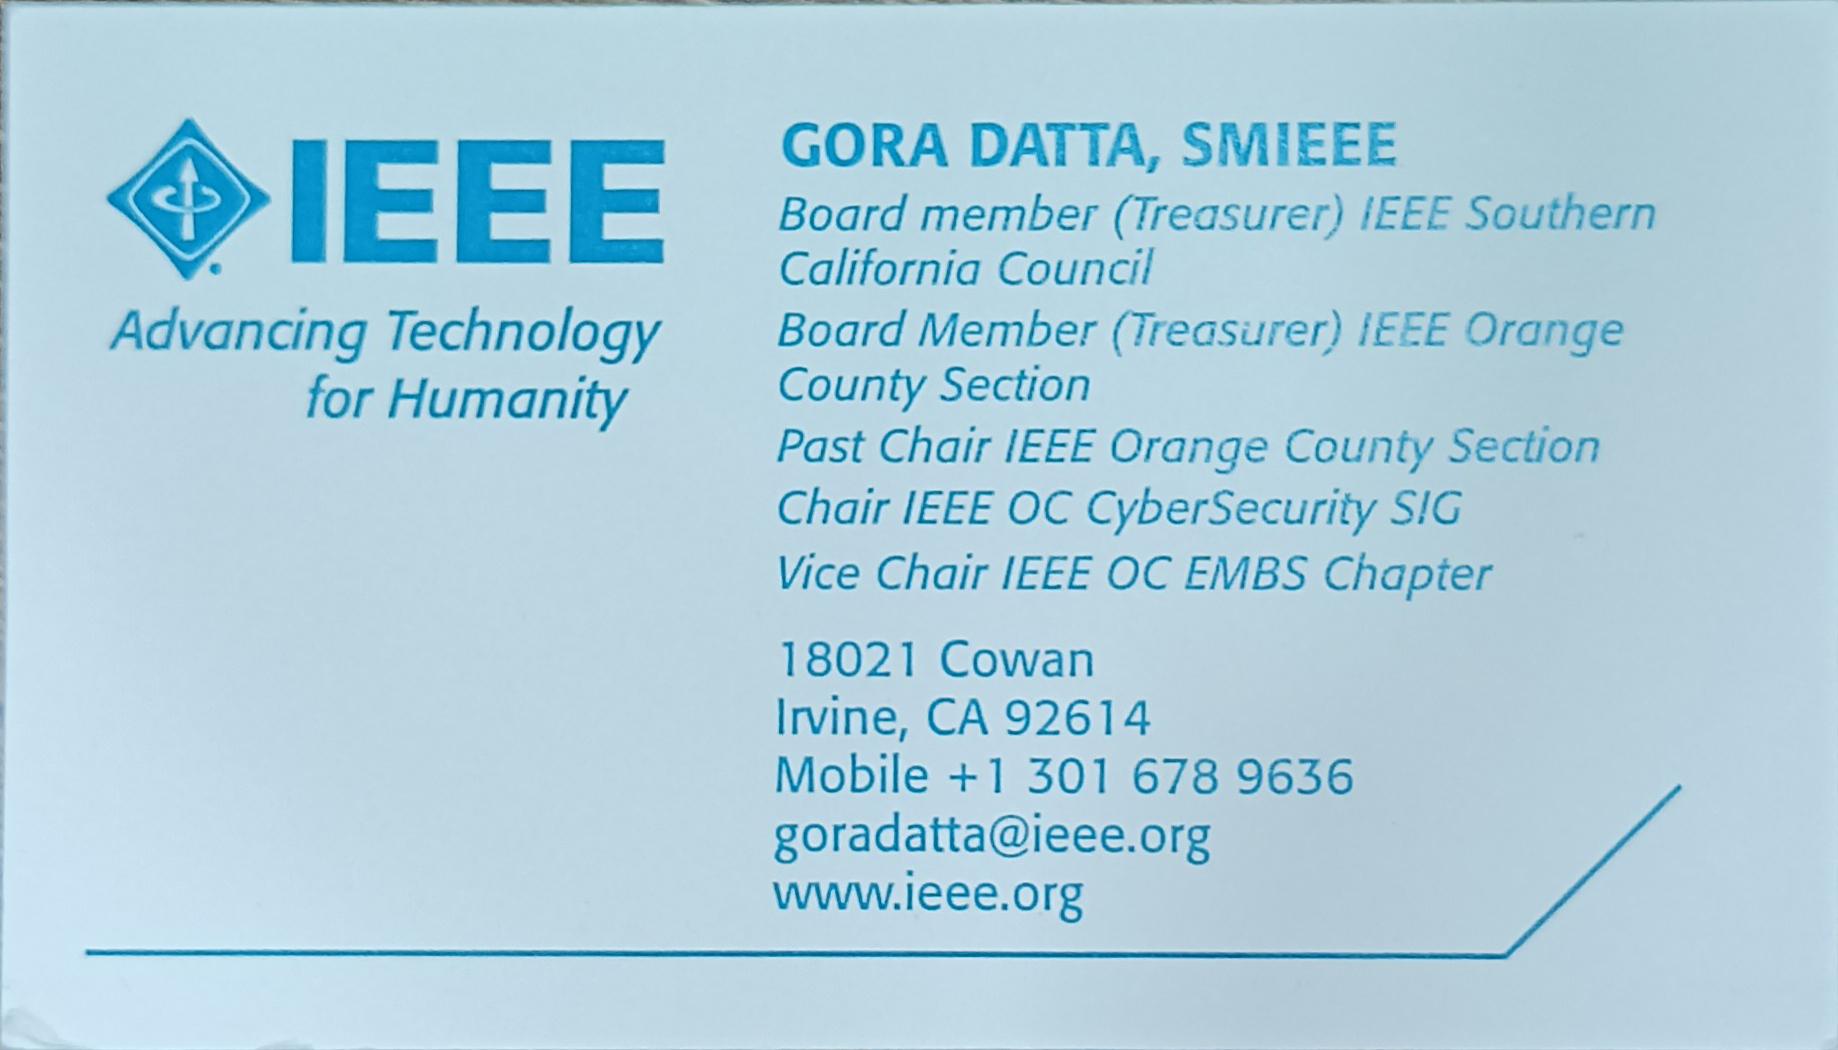 IEEE
Advancing Technology
for Humanity
GORA DATTA, SMIEEE
Board member (Treasurer) IEEE Southern
California Council
Board Member (Treasurer) IEEE Orange
County Section
Past Chair IEEE Orange County Section
Chair IEEE OC CyberSecurity SIG
Vice Chair IEEE OC EMBS Chapter
18021 Cowan
Irvine, CA 92614
Mobile +1 301 678 9636
goradatta@ieee.org
www.ieee.org